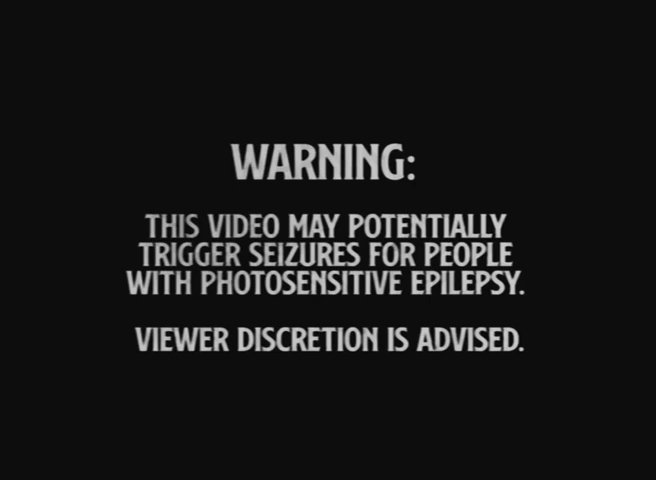 WARNING:
THIS VIDEO MAY POTENTIALLY
TRIGGER SEIZURES FOR PEOPLE
WITH PHOTOSENSITIVE EPILEPSY.
VIEWER DISCRETION IS ADVISED.